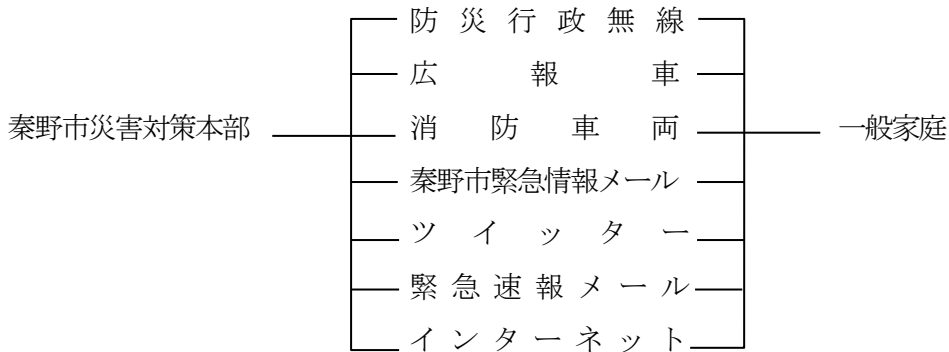 防災行政無線
広報車
秦野市災害対策本部 消防車両 一般家庭
秦野市緊急情報メール
ツイッター
緊急速報メール
インターネット